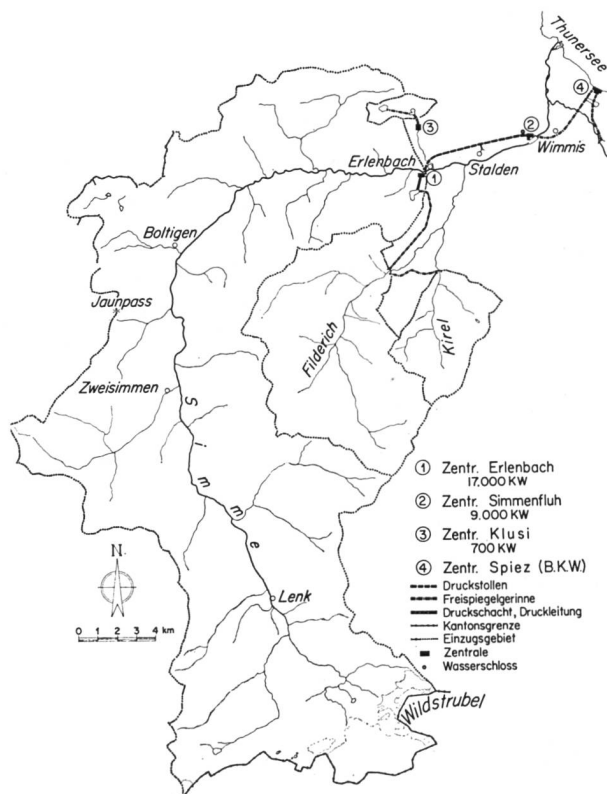 Thunersee
④
②
③
Wimmis
Erlenbach
Stalden
①
Boltigen
Jaunpass
Filderich
Kirel
Zweisimmen
Simme
① Zentr. Erlenbach
17.000 KW
② Zentr. Simmenfluh
9.000 KW
③ Zentr. Klusi
700 KW
④ Zentr. Spiez (B.K.W.)
Druckstollen
Freispiegelgerinne
Druckschacht, Druckleitung
Kantonsgrenze
Einzugsgebiet
Zentrale
Wasserschloss
N.
0 1 2 3 4 km
Lenk
Wildstrubel